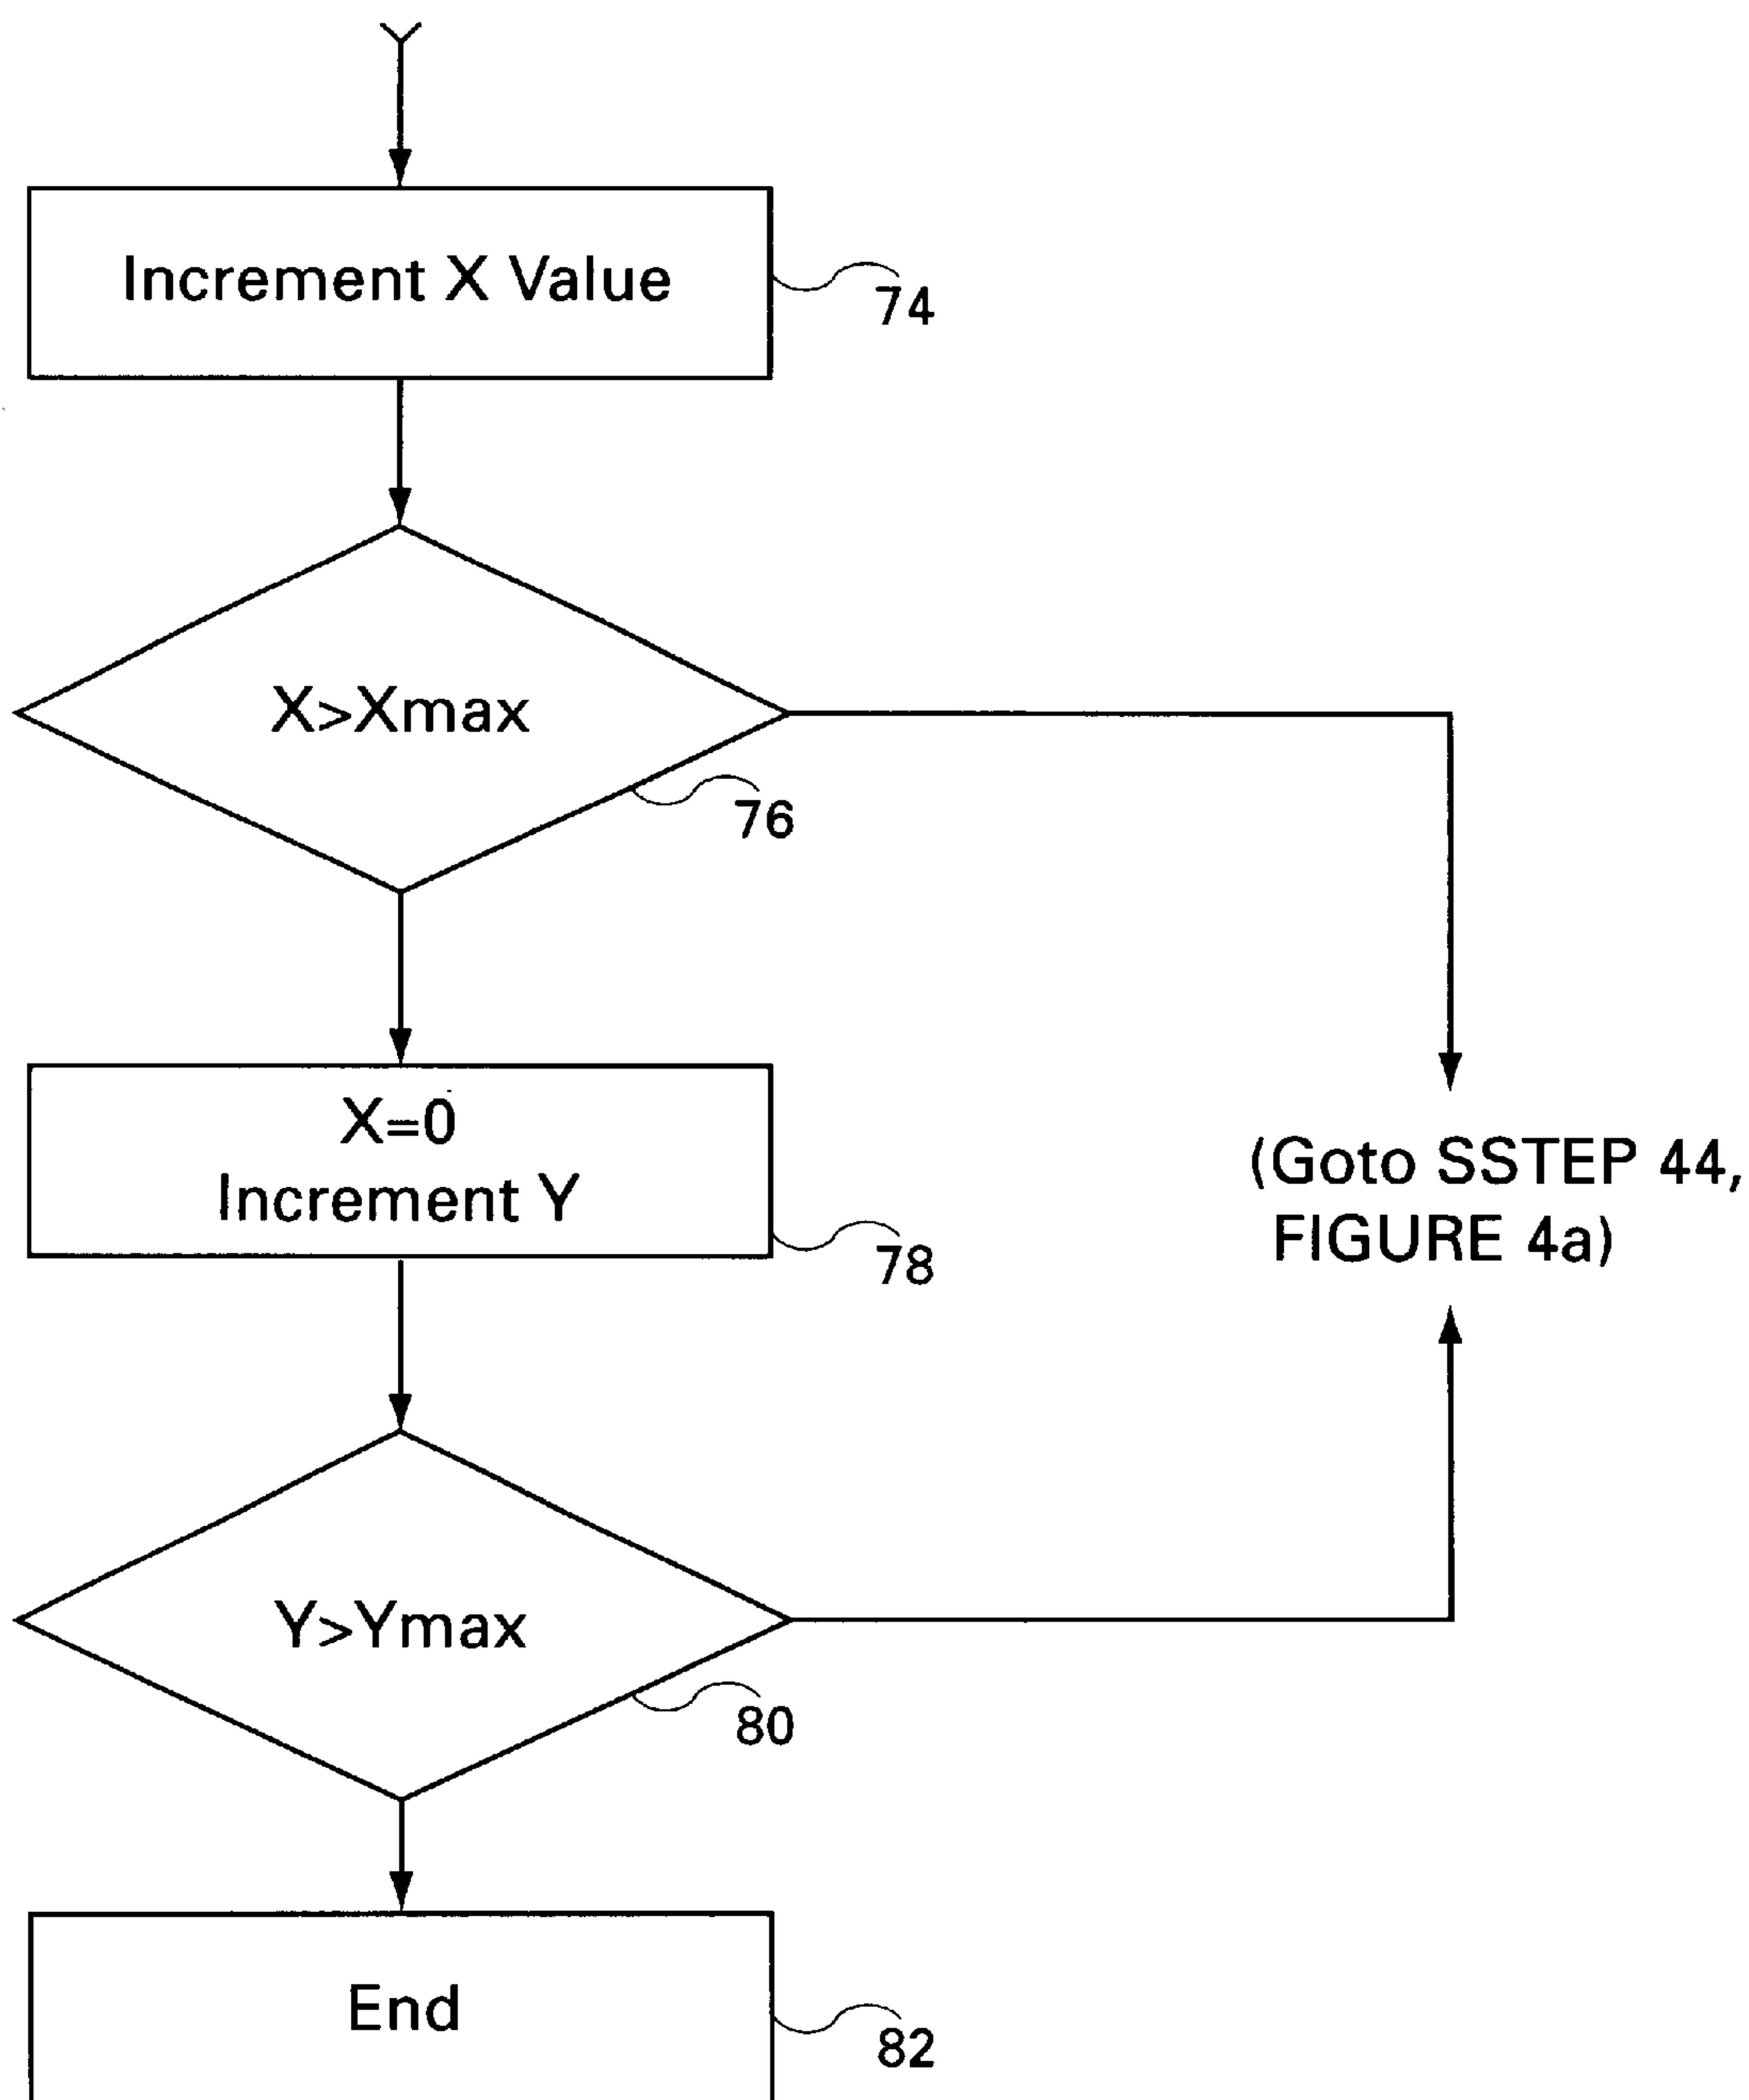 Increment X Value
74
X>Xmax
76
X=0
Increment Y
78
(Goto SSTEP 44,
FIGURE 4a)
Y>Ymax
80
End
82